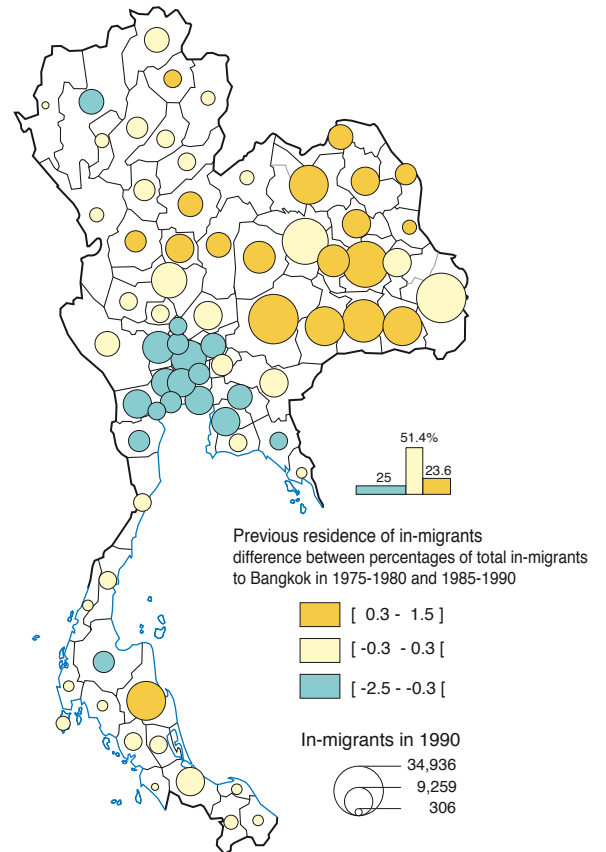 51.4%
25
23.6
Previous residence of in-migrants
difference between percentages of total in-migrants
to Bangkok in 1975-1980 and 1985-1990
[ 0.3 - 1.5 ]
[ -0.3 - 0.3 [
[ -2.5 - -0.3 [
In-migrants in 1990
34,936
9,259
306